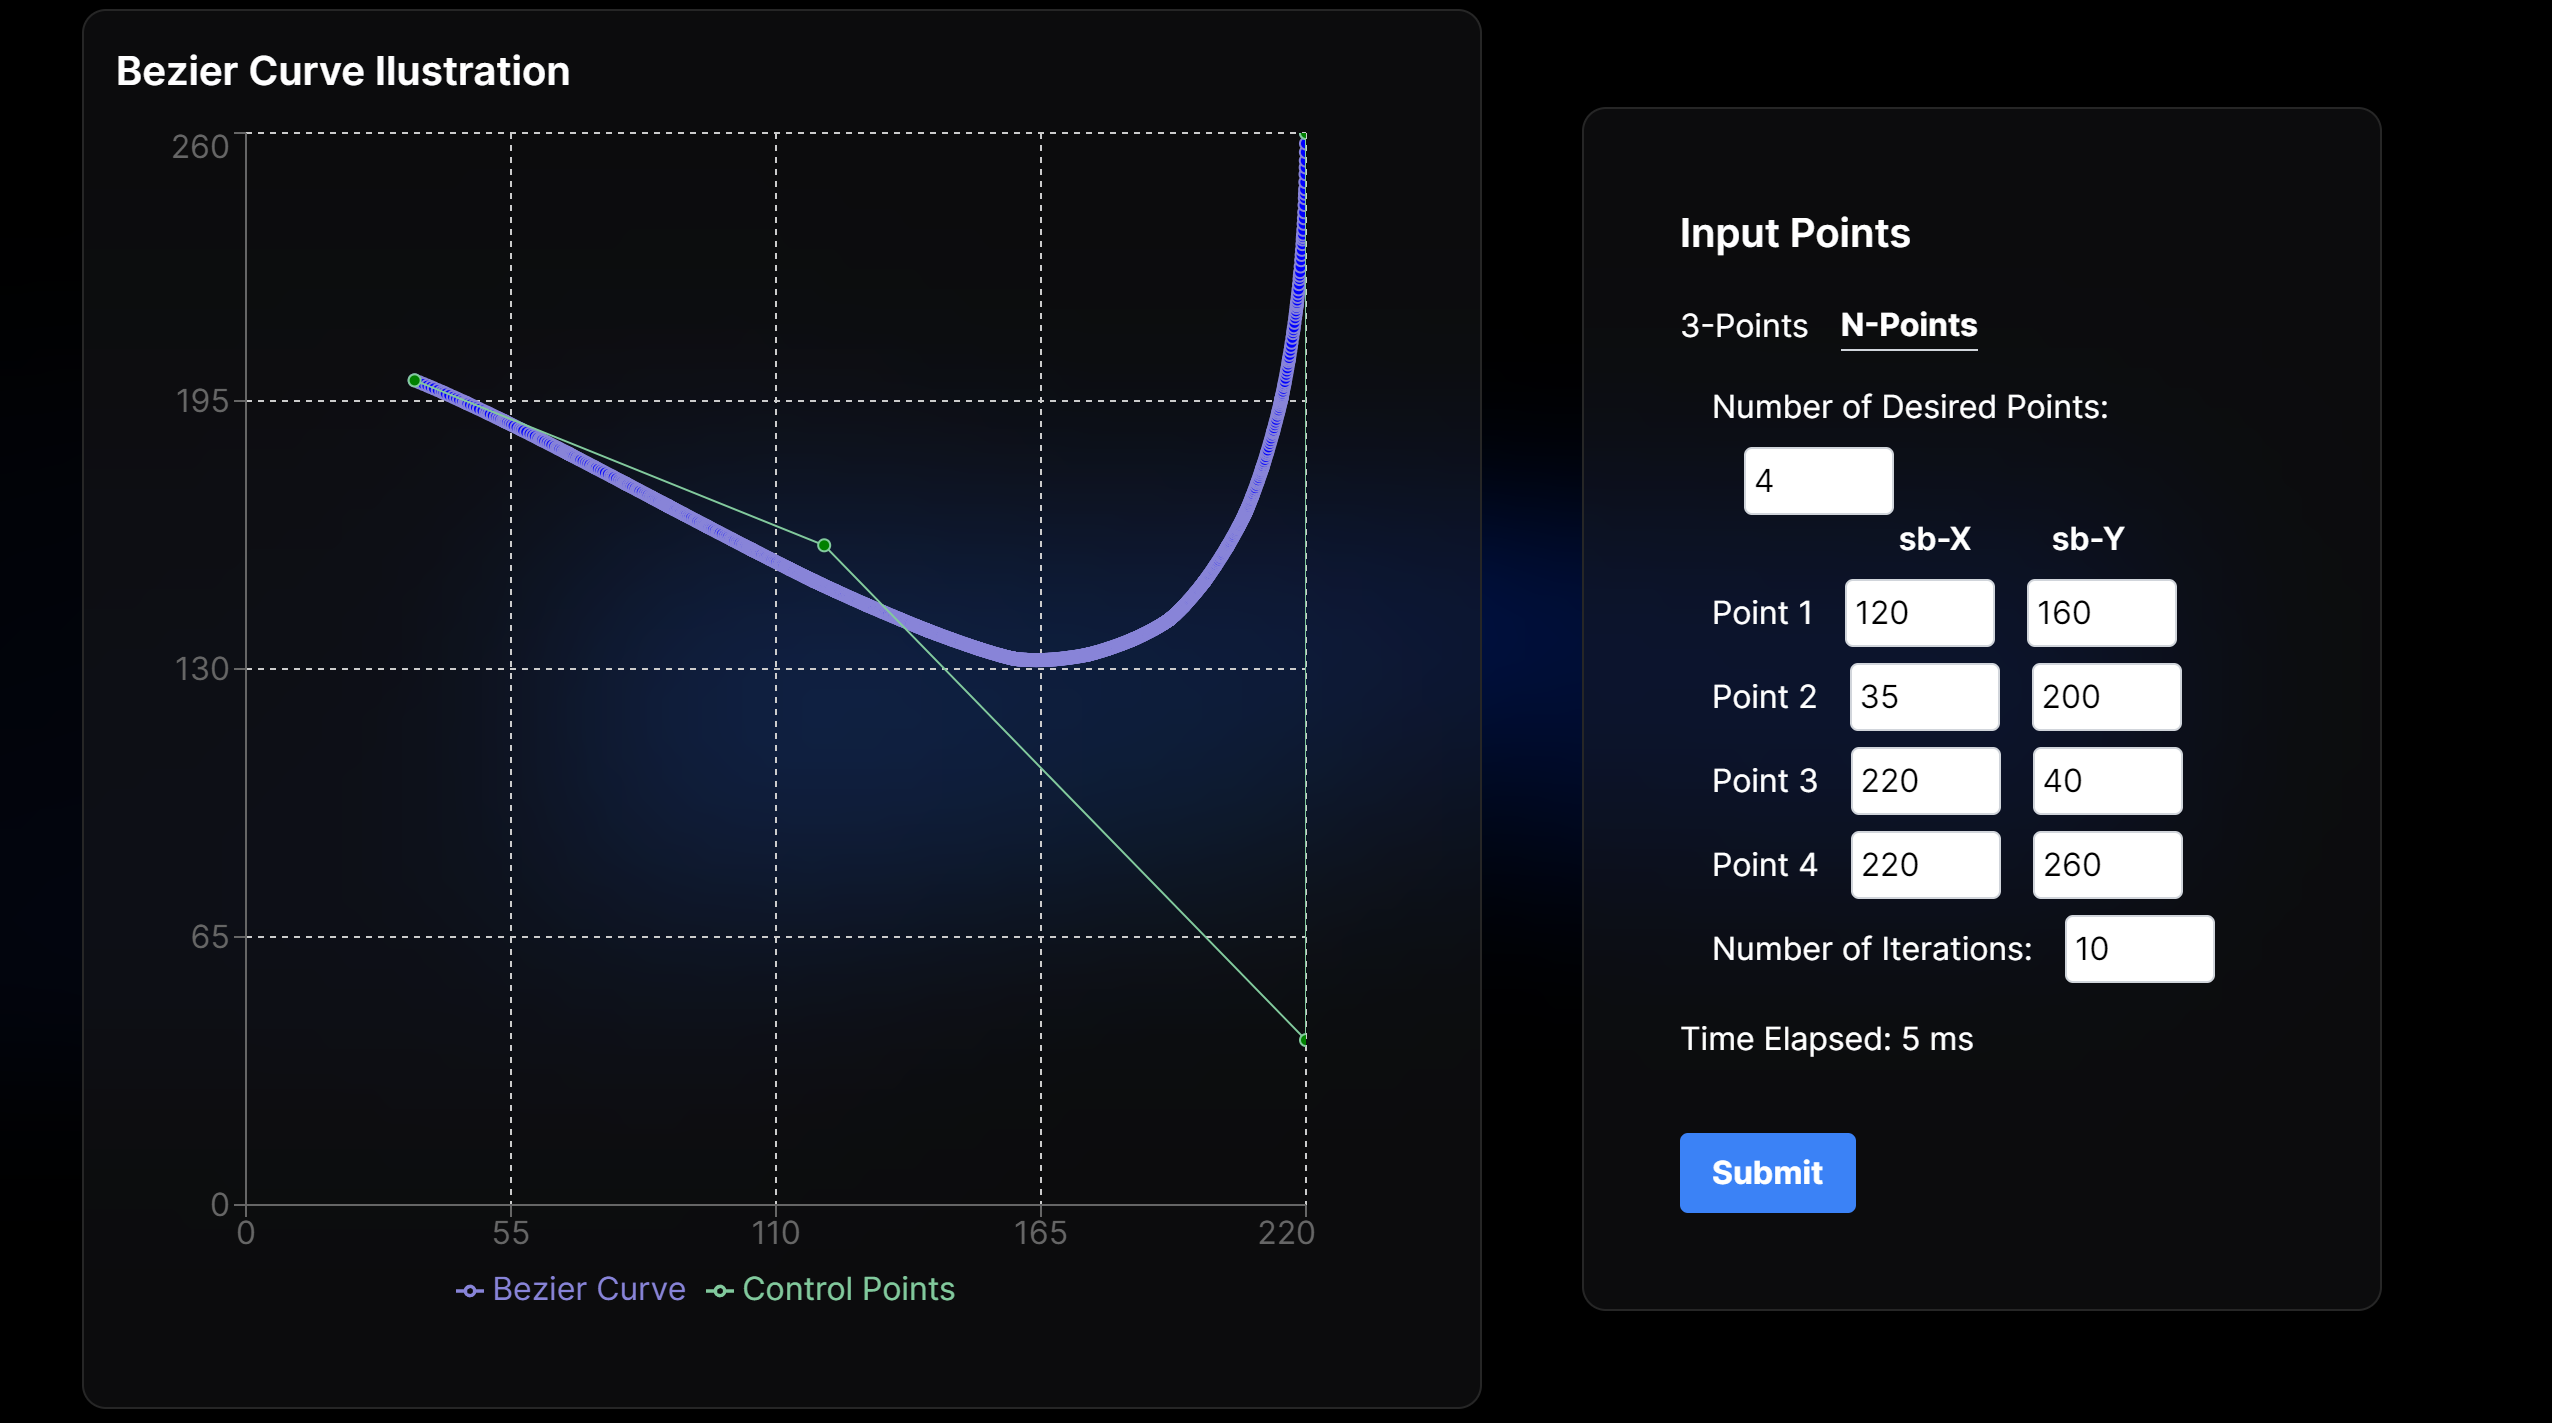 Bezier Curve Ilustration
260
195
130
65
0
0 55 110 165 220
Bezier Curve Control Points
Input Points
3-Points N-Points
Number of Desired Points:
4
sb-X sb-Y
Point 1 120 160
Point 2 35 200
Point 3 220 40
Point 4 220 260
Number of Iterations: 10
Time Elapsed: 5 ms
Submit